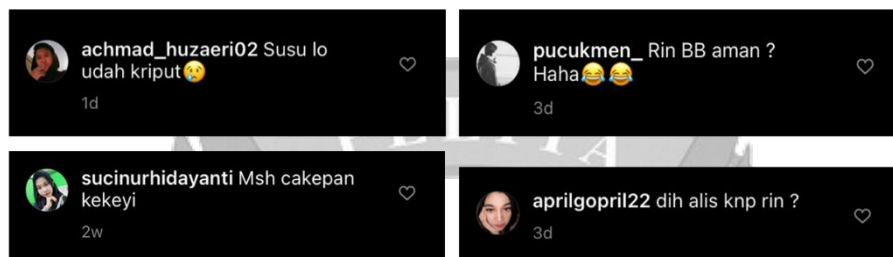 achmad_huzaeri02 Susu lo
udah kriput😢
1d
pucukmen_ Rin BB aman ?
Haha😂😂
3d
sucinurhidayanti Msh cakepan
kekeyi
2w
aprilgopril22 dih alis knp rin ?
3d